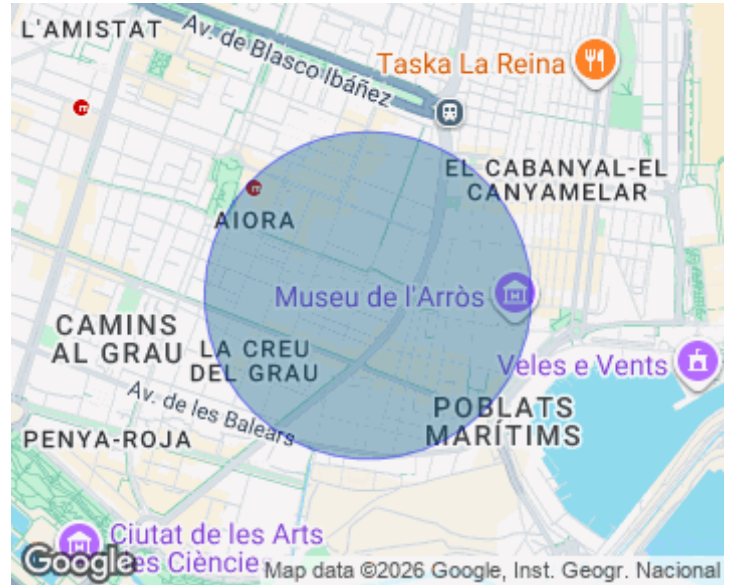 L'AMISTAT
Av. de Blasco Ibáñez
Taska La Reina
EL CABANYAL-EL
CANYAMELAR
AIORA
Museu de l'Arròs
CAMINS
AL GRAU
LA CREU
DEL GRAU
Veles e Vents
Av. de les Balears
POBLATS
MARÍTIMS
PENYA-ROJA
Ciutat de les Arts
les Ciències
Google
Map data ©2026 Google, Inst. Geogr. Nacional